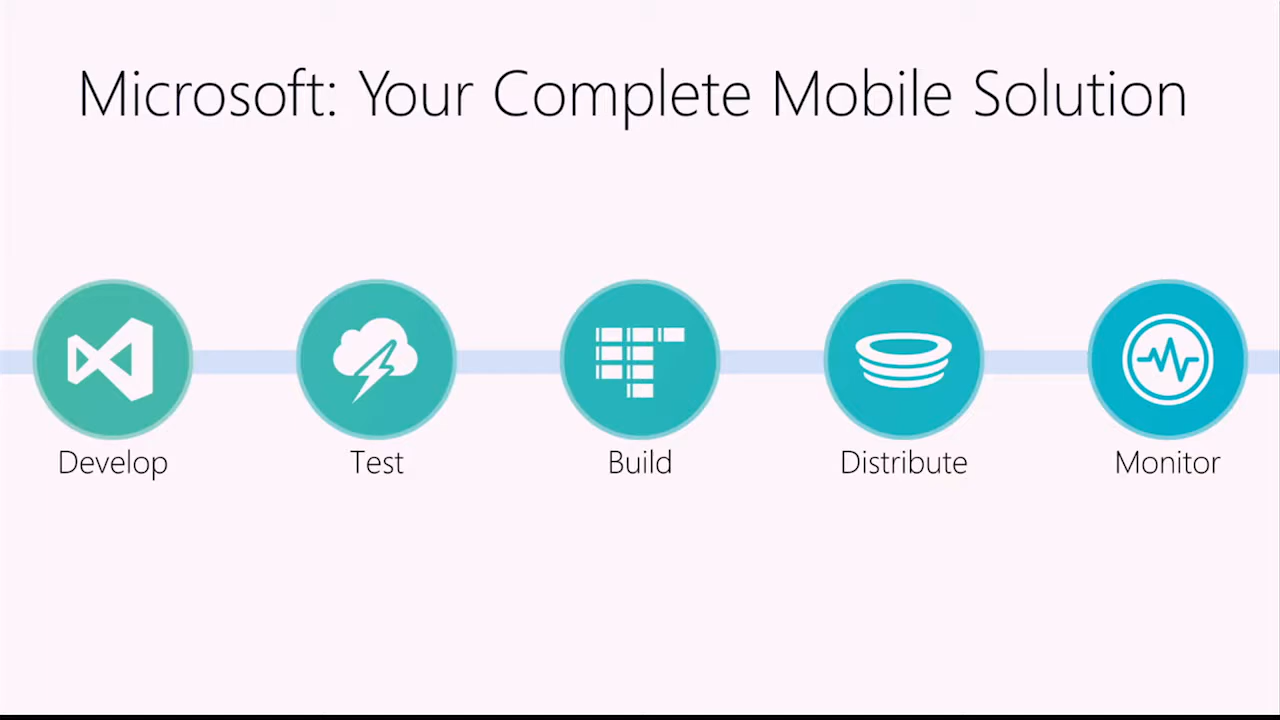 Microsoft: Your Complete Mobile Solution
Develop
Test
Build
Distribute
Monitor